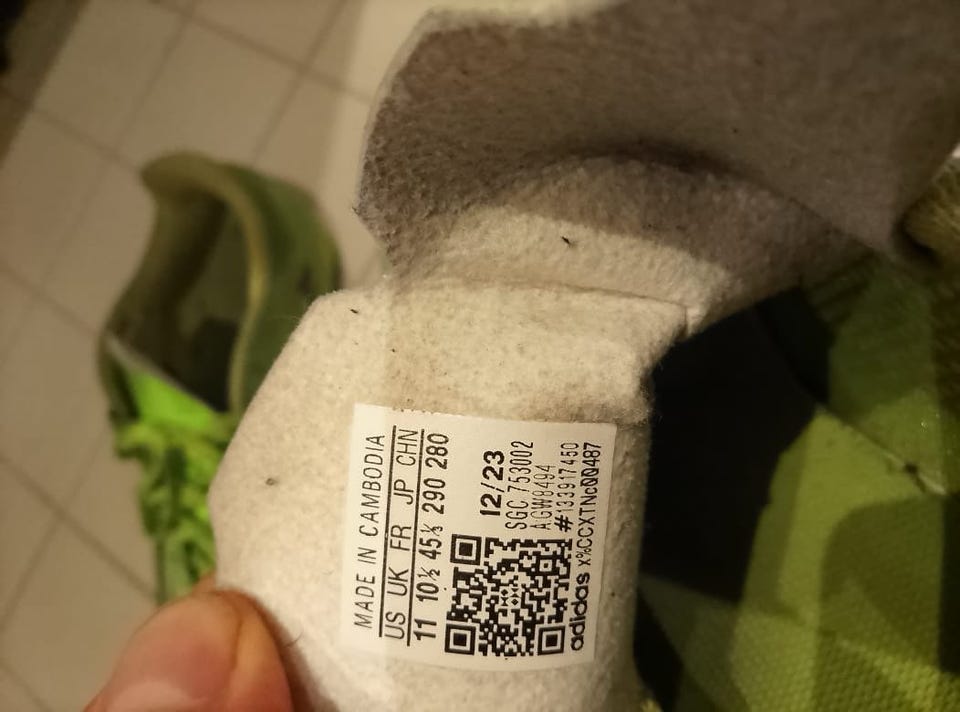 MADE IN CAMBODIA
US UK FR JP CHN
11 10½ 45⅓ 290 280
12/23
SGC 753002
AGW8494
#133917450
adidas x%CCXTNc00487